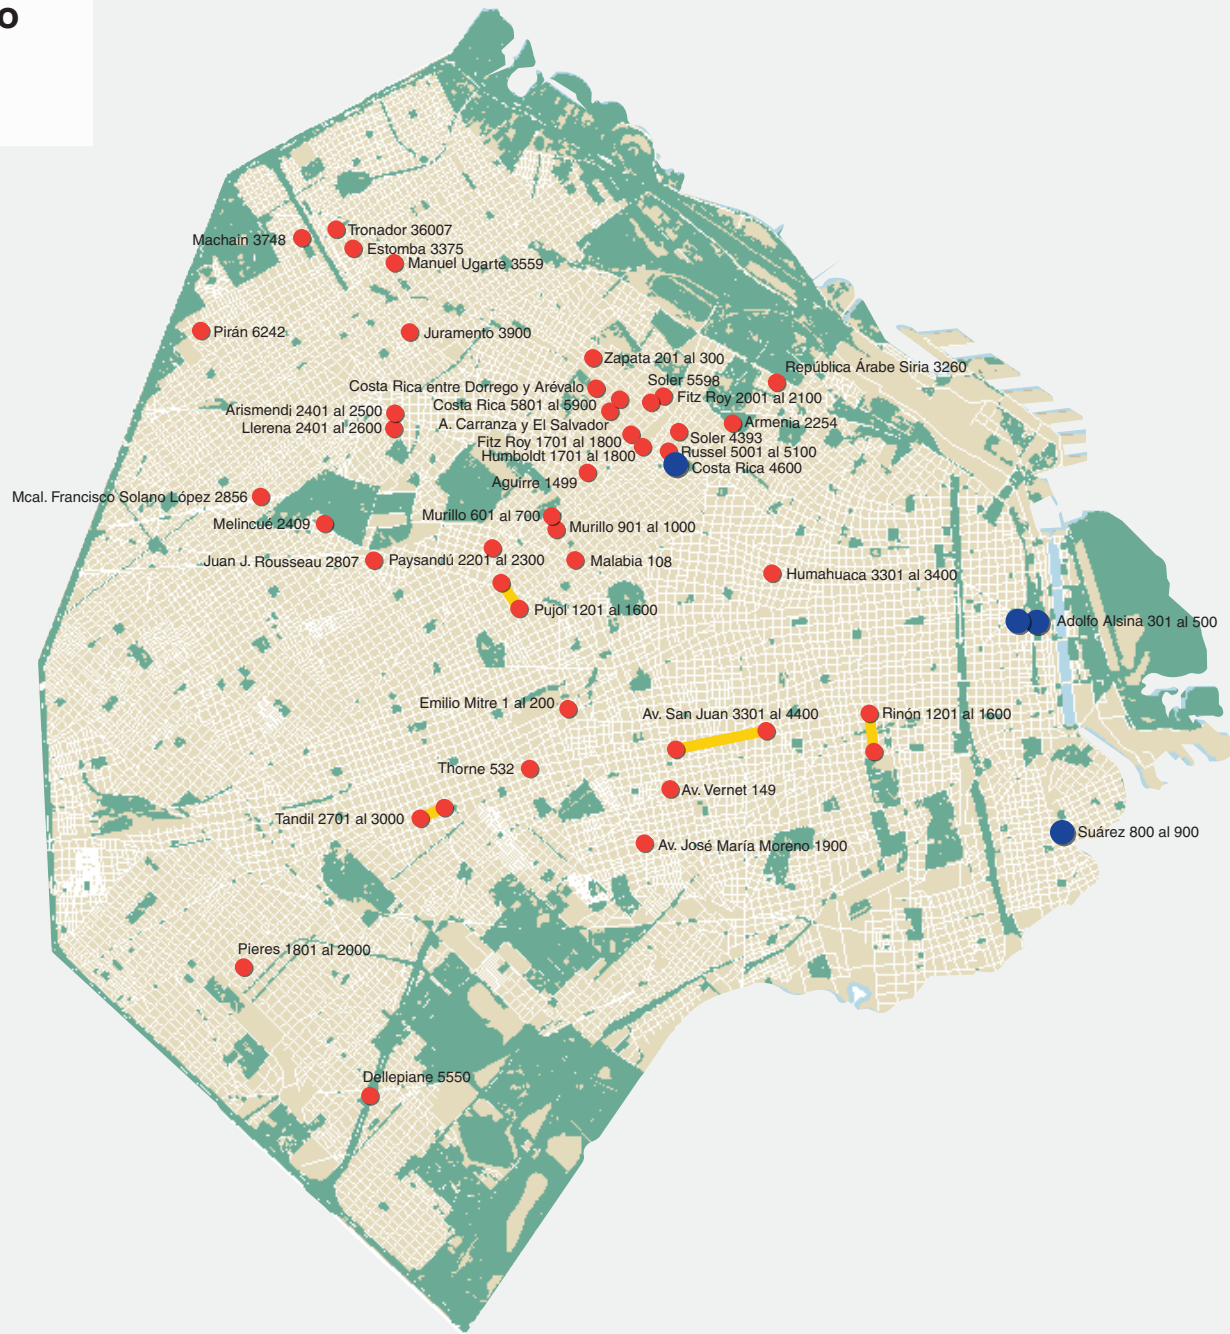 o
Tronador 36007
Machain 3748
Estomba 3375
Manuel Ugarte 3559
Pirán 6242
Juramento 3900
Zapata 201 al 300
República Árabe Siria 3260
Soler 5598
Costa Rica entre Dorrego y Arévalo
Fitz Roy 2001 al 2100
Costa Rica 5801 al 5900
Arismendi 2401 al 2500
Armenia 2254
A. Carranza y El Salvador
Llerena 2401 al 2600
Soler 4393
Fitz Roy 1701 al 1800
Russel 5001 al 5100
Humboldt 1701 al 1800
Costa Rica 4600
Aguirre 1499
Mcal. Francisco Solano López 2856
Murillo 601 al 700
Melincué 2409
Murillo 901 al 1000
Juan J. Rousseau 2807
Paysandú 2201 al 2300
Malabia 108
Humahuaca 3301 al 3400
Pujol 1201 al 1600
Adolfo Alsina 301 al 500
Emilio Mitre 1 al 200
Av. San Juan 3301 al 4400
Rinón 1201 al 1600
Thorne 532
Av. Vernet 149
Tandil 2701 al 3000
Suárez 800 al 900
Av. José María Moreno 1900
Pieres 1801 al 2000
Dellepiane 5550